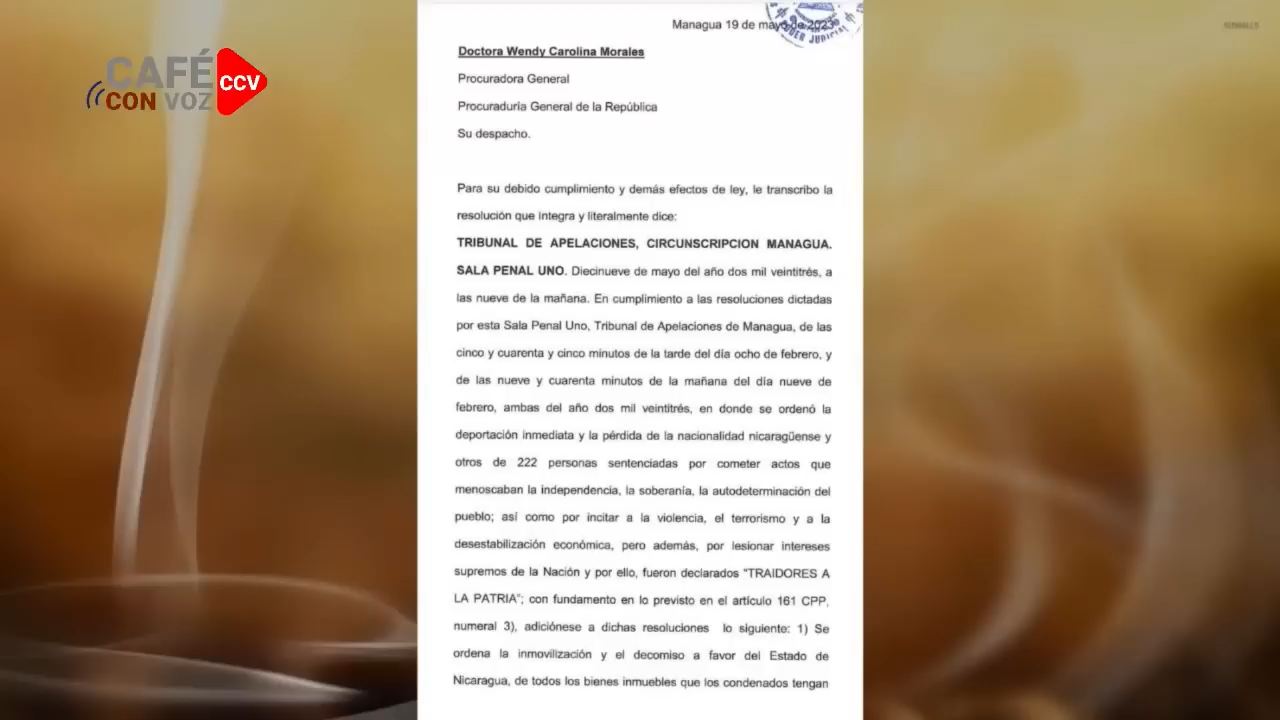 CAFÉ
CON VOZ
CCV
Managua 19 de mayo de 2023
PODER JUDICIAL
Doctora Wendy Carolina Morales
Procuradora General
Procuraduria General de la República
Su despacho.
Para su debido cumplimiento y demás efectos de ley, le transcribo la
resolución que integra y literalmente dice:
TRIBUNAL DE APELACIONES, CIRCUNSCRIPCION MANAGUA.
SALA PENAL UNO. Diecinueve de mayo del año dos mil veintitrés, a
las nueve de la mañana. En cumplimiento a las resoluciones dictadas
por esta Sala Penal Uno, Tribunal de Apelaciones de Managua, de las
cinco y cuarenta y cinco minutos de la tarde del día ocho de febrero, y
de las nueve y cuarenta minutos de la mañana del día nueve de
febrero, ambas del año dos mil veintitrés, en donde se ordenó la
deportación inmediata y la pérdida de la nacionalidad nicaragüense y
otros de 222 personas sentenciadas por cometer actos que
menoscaban la independencia, la soberanía, la autodeterminación del
pueblo; así como por incitar a la violencia, el terrorismo y a la
desestabilización económica, pero además, por lesionar intereses
supremos de la Nación y por ello, fueron declarados "TRAIDORES A
LA PATRIA"; con fundamento en lo previsto en el artículo 161 CPP,
numeral 3), adiciónese a dichas resoluciones lo siguiente: 1) Se
ordena la inmovilización y el decomiso a favor del Estado de
Nicaragua, de todos los bienes inmuebles que los condenados tengan